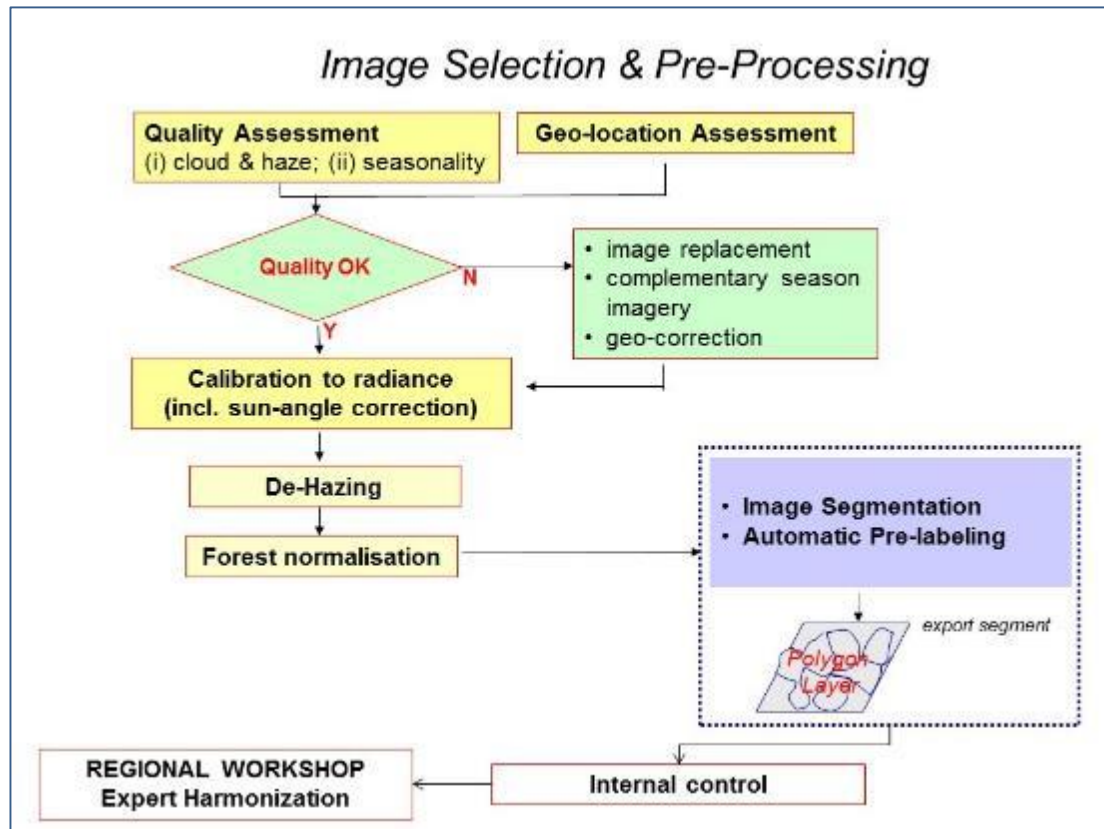 Image Selection & Pre-Processing
Quality Assessment
(i) cloud & haze; (ii) seasonality
Geo-location Assessment
Quality OK
N
Y
• image replacement
• complementary season
imagery
• geo-correction
Calibration to radiance
(incl. sun-angle correction)
De-Hazing
Forest normalisation
• Image Segmentation
• Automatic Pre-labeling
export segment
Polygon
Layer
Internal control
REGIONAL WORKSHOP
Expert Harmonization